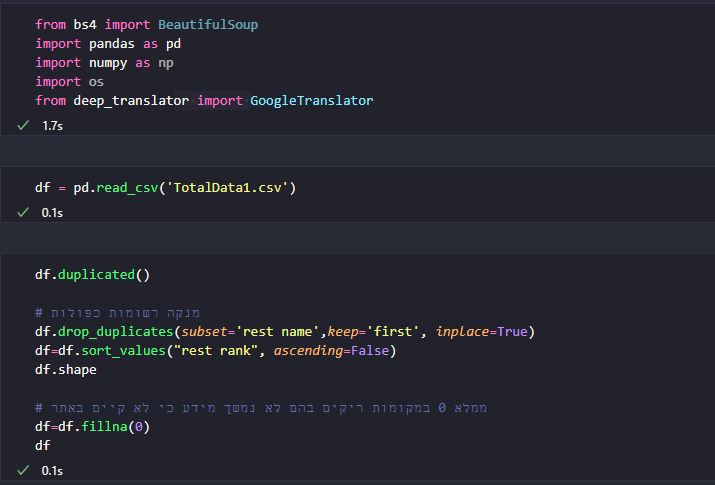 from bs4 import BeautifulSoup
import pandas as pd
import numpy as np
import os
from deep_translator import GoogleTranslator
1.7s
df = pd.read_csv('TotalData1.csv')
0.1s
df.duplicated()
# מנקה רשומות כפולות
df.drop_duplicates(subset='rest name',keep='first', inplace=True)
df=df.sort_values("rest rank", ascending=False)
df.shape
# ממלא 0 במקומות ריקים בהם לא נמשך מידע כי לא קיים באתר
df=df.fillna(0)
df
0.1s